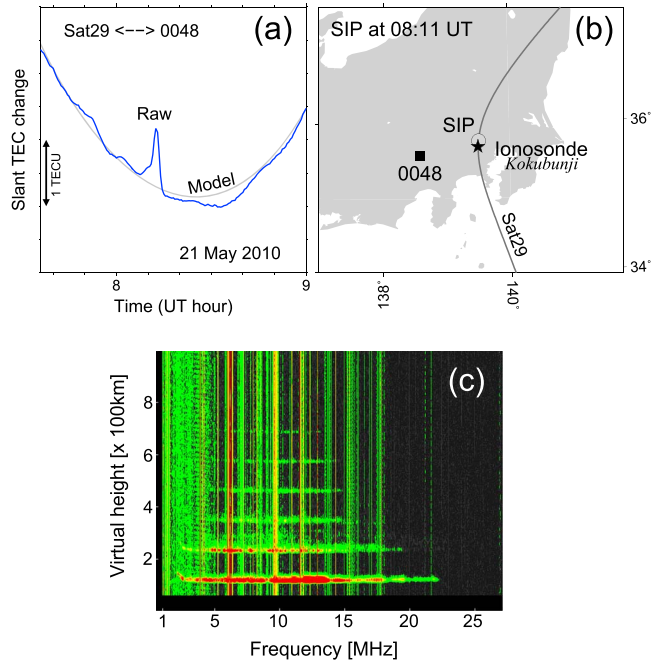 Sat29 <--> 0048
(a)
Raw
Model
1 TECU
21 May 2010
Slant TEC change
8
9
Time (UT hour)
SIP at 08:11 UT
(b)
SIP
Ionosonde
Kokubunji
0048
Sat29
36°
34°
138°
140°
(c)
8
6
4
2
Virtual height [x 100km]
1 5 10 15 20 25
Frequency [MHz]